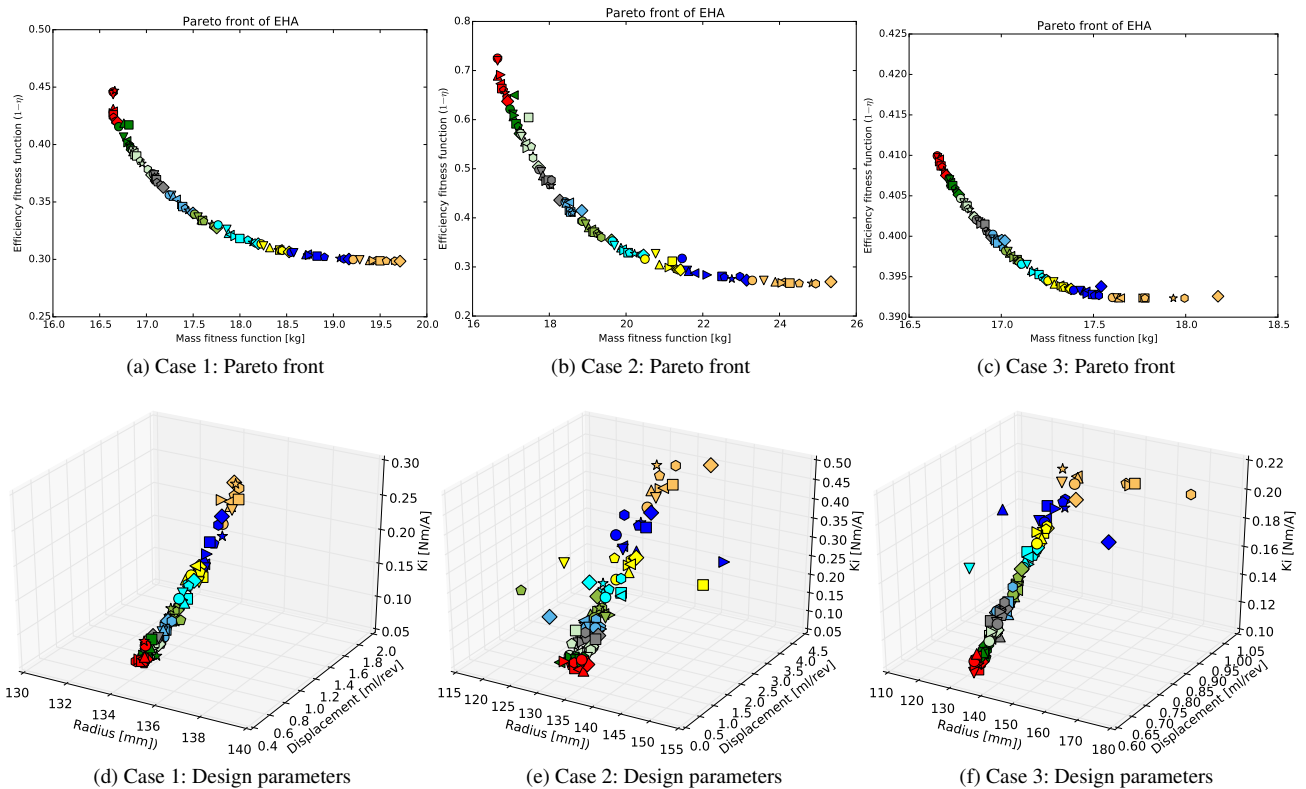 Pareto front of EHA
0.50
0.45
0.40
0.35
0.30
0.25
Efficiency fitness function (1−η)
16.0 16.5 17.0 17.5 18.0 18.5 19.0 19.5 20.0
Mass fitness function [kg]
(a) Case 1: Pareto front
Pareto front of EHA
0.8
0.7
0.6
0.5
0.4
0.3
0.2
Efficiency fitness function (1−η)
16 18 20 22 24 26
Mass fitness function [kg]
(b) Case 2: Pareto front
Pareto front of EHA
0.425
0.420
0.415
0.410
0.405
0.400
0.395
0.390
Efficiency fitness function (1−η)
16.5 17.0 17.5 18.0 18.5
Mass fitness function [kg]
(c) Case 3: Pareto front
0.30
0.25
0.20
0.15
0.10
0.05
Ki [Nm/A]
130 132 134 136 138 140
Radius [mm])
0.4 0.6 0.8 1.0 1.2 1.4 1.6 1.8 2.0
Displacement [ml/rev]
(d) Case 1: Design parameters
0.50
0.45
0.40
0.35
0.30
0.25
0.20
0.15
0.10
0.05
Ki [Nm/A]
115 120 125 130 135 140 145 150 155
Radius [mm])
0.0 0.5 1.0 1.5 2.0 2.5 3.0 3.5 4.0 4.5
Displacement [ml/rev]
(e) Case 2: Design parameters
0.22
0.20
0.18
0.16
0.14
0.12
0.10
Ki [Nm/A]
110 120 130 140 150 160 170 180
Radius [mm])
0.60 0.65 0.70 0.75 0.80 0.85 0.90 0.95 1.00 1.05
Displacement [ml/rev]
(f) Case 3: Design parameters